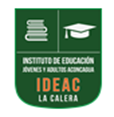 INSTITUTO DE EDUCACIÓN
JÓVENES Y ADULTOS ACONCAGUA
IDEAC
LA CALERA